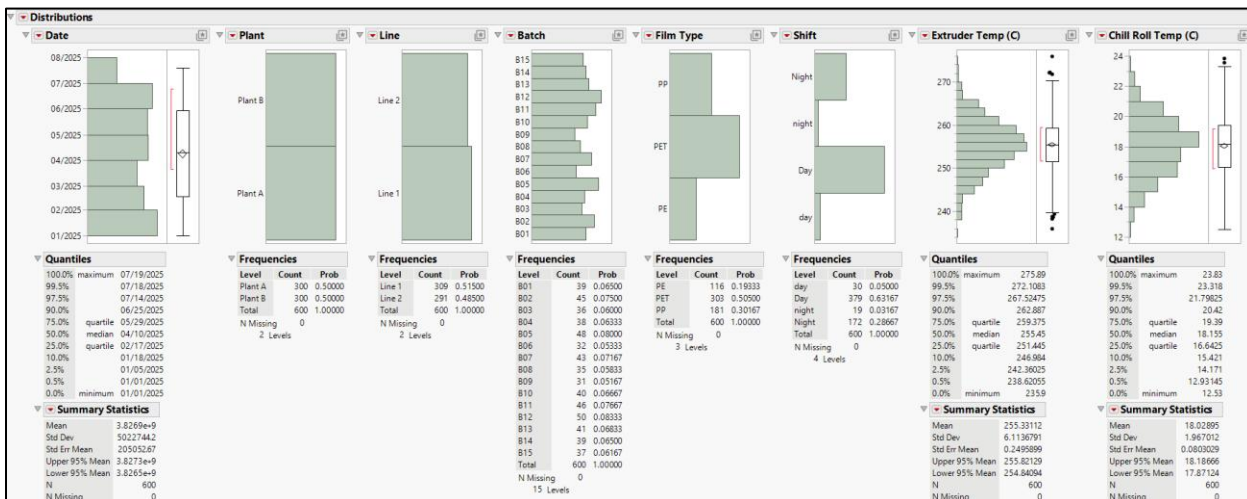 Distributions
Date
08/2025
07/2025
06/2025
05/2025
04/2025
03/2025
02/2025
01/2025
Quantiles
100.0% maximum 07/19/2025
99.5% 07/18/2025
97.5% 07/14/2025
90.0% 06/25/2025
75.0% quartile 05/29/2025
50.0% median 04/10/2025
25.0% quartile 02/17/2025
10.0% 01/18/2025
2.5% 01/05/2025
0.5% 01/01/2025
0.0% minimum 01/01/2025
Summary Statistics
Mean 3.8269e+9
Std Dev 5022744.2
Std Err Mean 205052.67
Upper 95% Mean 3.8273e+9
Lower 95% Mean 3.8265e+9
N 600
N Missing 0
Plant
Plant B
Plant A
Frequencies
Level Count Prob
Plant A 300 0.50000
Plant B 300 0.50000
Total 600 1.00000
N Missing 0
2 Levels
Line
Line 2
Line 1
Frequencies
Level Count Prob
Line 1 309 0.51500
Line 2 291 0.48500
Total 600 1.00000
N Missing 0
2 Levels
Batch
B15
B14
B13
B12
B11
B10
B09
B08
B07
B06
B05
B04
B03
B02
B01
Frequencies
Level Count Prob
B01 39 0.06500
B02 45 0.07500
B03 36 0.06000
B04 38 0.06333
B05 48 0.08000
B06 32 0.05333
B07 43 0.07167
B08 35 0.05833
B09 31 0.05167
B10 40 0.06667
B11 46 0.07667
B12 50 0.08333
B13 41 0.06833
B14 39 0.06500
B15 37 0.06167
Total 600 1.00000
N Missing 0
15 Levels
Film Type
PP
PET
PE
Frequencies
Level Count Prob
PE 116 0.19333
PET 303 0.50500
PP 181 0.30167
Total 600 1.00000
N Missing 0
3 Levels
Shift
Night
night
Day
day
Frequencies
Level Count Prob
day 30 0.05000
Day 379 0.63167
night 19 0.03167
Night 172 0.28667
Total 600 1.00000
N Missing 0
4 Levels
Extruder Temp (C)
270
260
250
240
Quantiles
100.0% maximum 275.89
99.5% 272.1083
97.5% 267.52475
90.0% 262.887
75.0% quartile 259.375
50.0% median 255.45
25.0% quartile 251.445
10.0% 246.984
2.5% 242.36025
0.5% 238.62055
0.0% minimum 235.9
Summary Statistics
Mean 255.33112
Std Dev 6.1136791
Std Err Mean 0.2495899
Upper 95% Mean 255.82129
Lower 95% Mean 254.84094
N 600
N Missing 0
Chill Roll Temp (C)
24
22
20
18
16
14
12
Quantiles
100.0% maximum 23.83
99.5% 23.318
97.5% 21.79825
90.0% 20.42
75.0% quartile 19.39
50.0% median 18.155
25.0% quartile 16.6425
10.0% 15.421
2.5% 14.171
0.5% 12.93145
0.0% minimum 12.53
Summary Statistics
Mean 18.02895
Std Dev 1.967012
Std Err Mean 0.0803029
Upper 95% Mean 18.18666
Lower 95% Mean 17.87124
N 600
N Missing 0